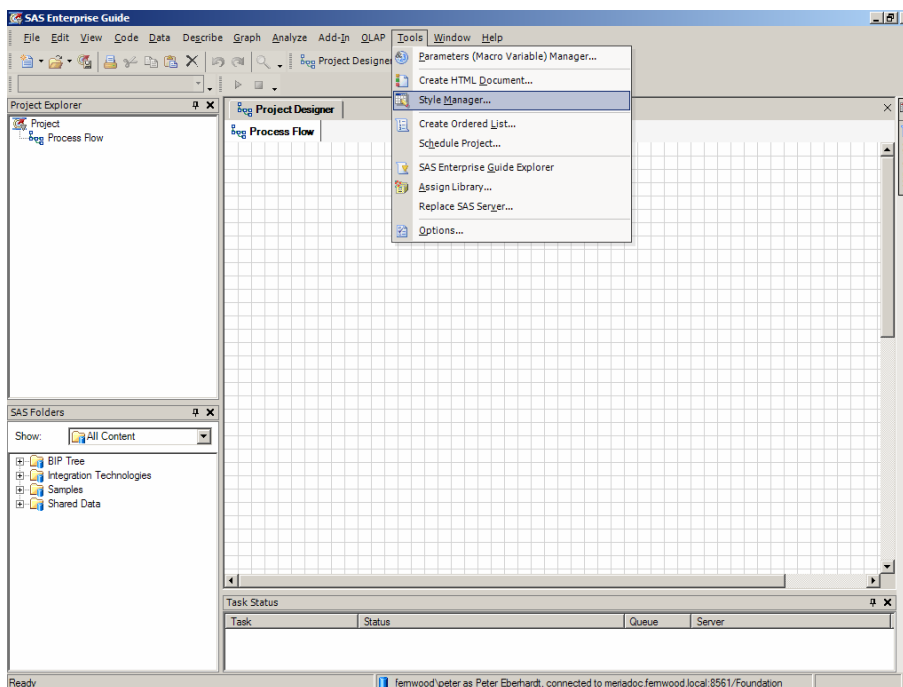 SAS Enterprise Guide
File Edit View Code Data Describe Graph Analyze Add-In OLAP Tools Window Help
Project Designer
Parameters (Macro Variable) Manager...
Create HTML Document...
Style Manager...
Create Ordered List...
Schedule Project...
SAS Enterprise Guide Explorer
Assign Library...
Replace SAS Server...
Options...
Project Explorer
Project
Process Flow
Project Designer
Process Flow
SAS Folders
Show: All Content
BIP Tree
Integration Technologies
Samples
Shared Data
Task Status
Task Status Queue Server
Ready
fernwood\peter as Peter Eberhardt, connected to meriadoc.fernwood.local:8561/Foundation